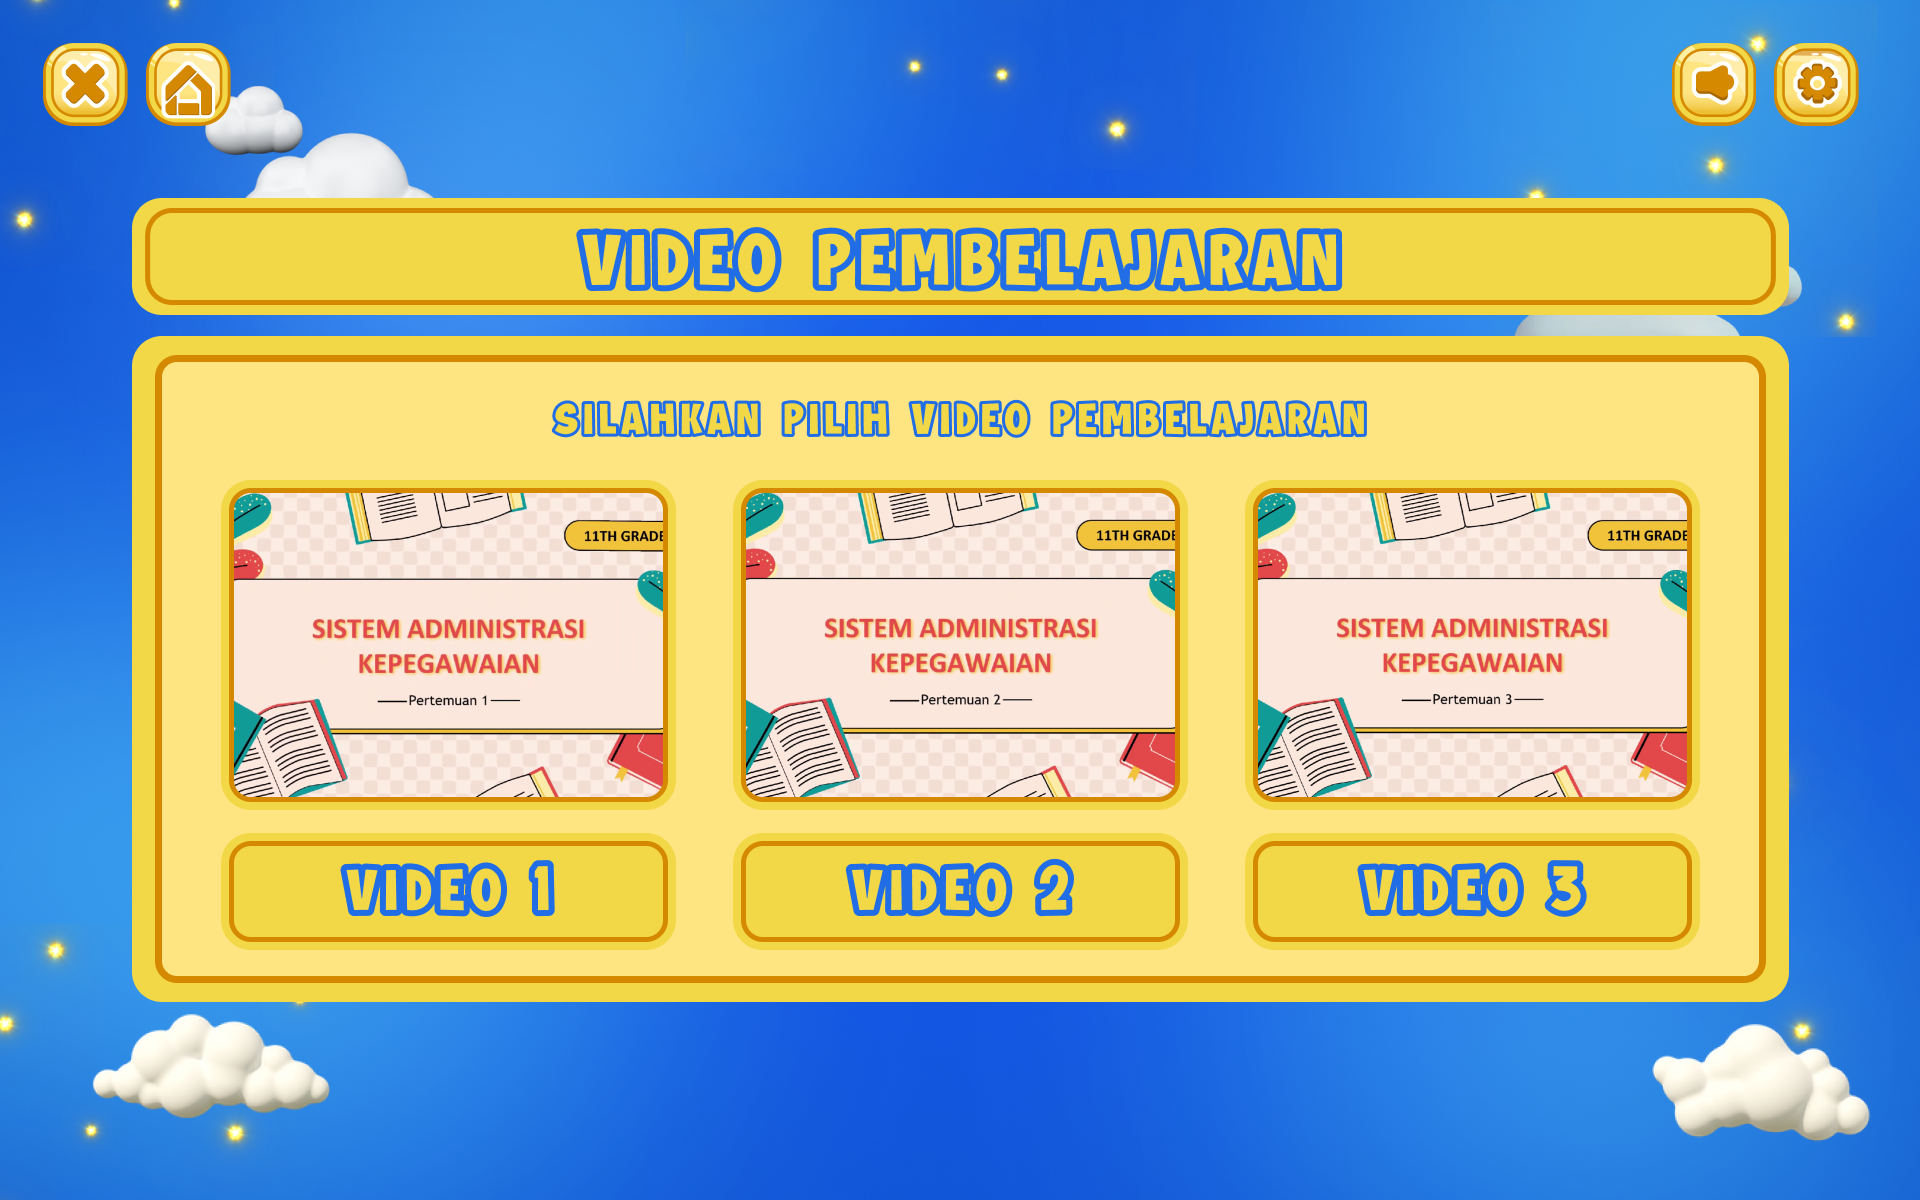 VIDEO PEMBELAJARAN
SILAHKAN PILIH VIDEO PEMBELAJARAN
11TH GRADE
SISTEM ADMINISTRASI
KEPEGAWAIAN
Pertemuan 1
11TH GRADE
SISTEM ADMINISTRASI
KEPEGAWAIAN
Pertemuan 2
11TH GRADE
SISTEM ADMINISTRASI
KEPEGAWAIAN
Pertemuan 3
VIDEO 1
VIDEO 2
VIDEO 3